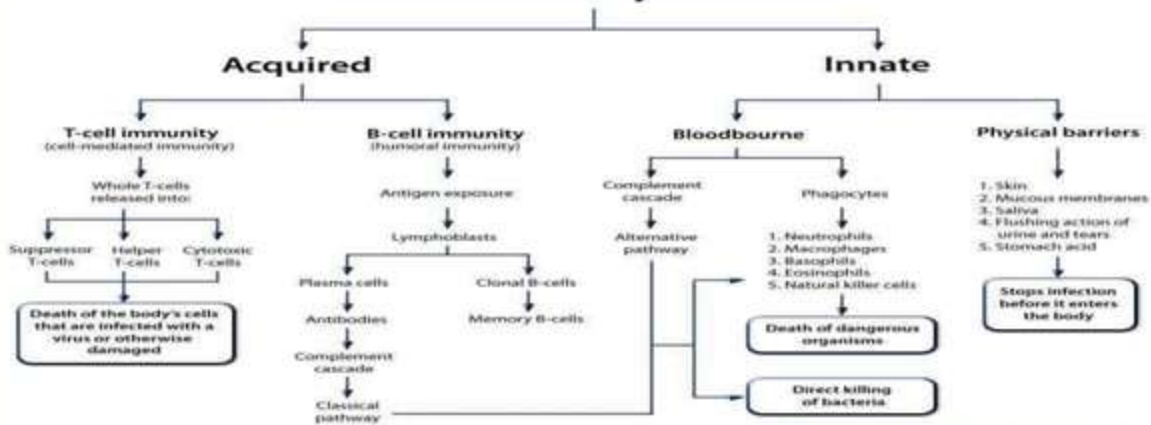 Acquired
Innate
T-cell immunity
(cell-mediated immunity)
B-cell immunity
(humoral immunity)
Bloodbourne
Physical barriers
Whole T-cells
released into:
Suppressor
T-cells
Helper
T-cells
Cytotoxic
T-cells
Death of the body's cells
that are infected with a
virus or otherwise
damaged
Antigen exposure
Lymphoblasts
Plasma cells
Clonal B-cells
Antibodies
Memory B-cells
Complement
cascade
Classical
pathway
Complement
cascade
Alternative
pathway
Phagocytes
1. Neutrophils
2. Macrophages
3. Basophils
4. Eosinophils
5. Natural killer cells
Death of dangerous
organisms
Direct killing
of bacteria
1. Skin
2. Mucous membranes
3. Saliva
4. Flushing action of
urine and tears
5. Stomach acid
Stops infection
before it enters
the body